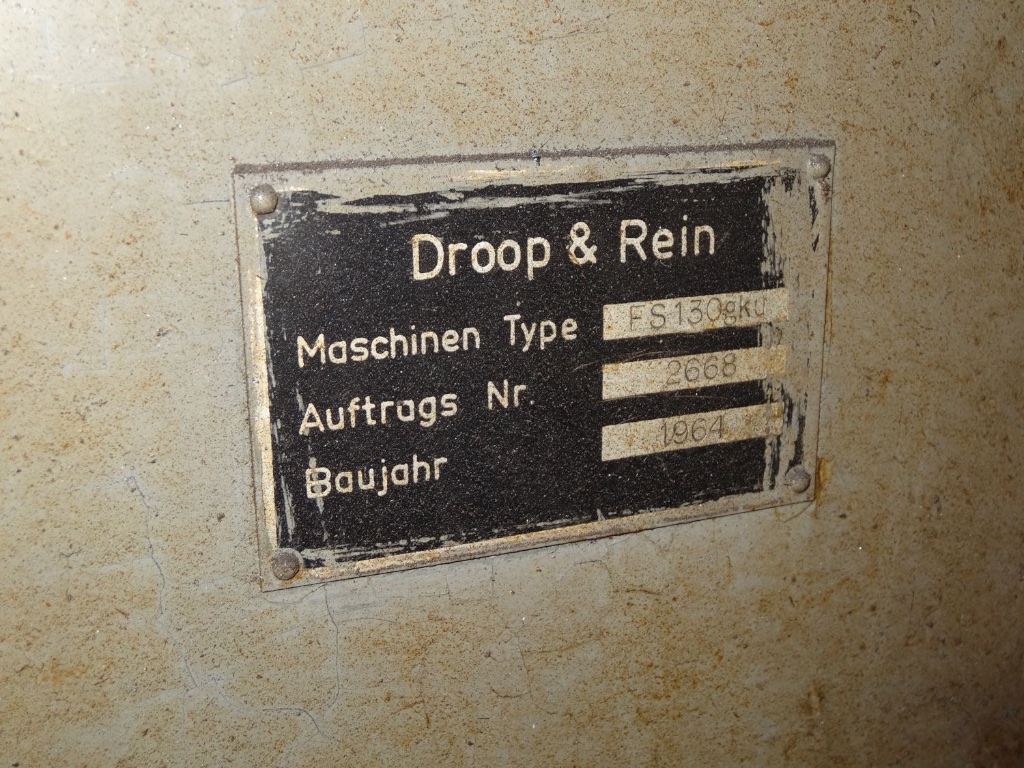 Droop & Rein
Maschinen Type FS130gku
Auftrags Nr. 2668
Baujahr 1964